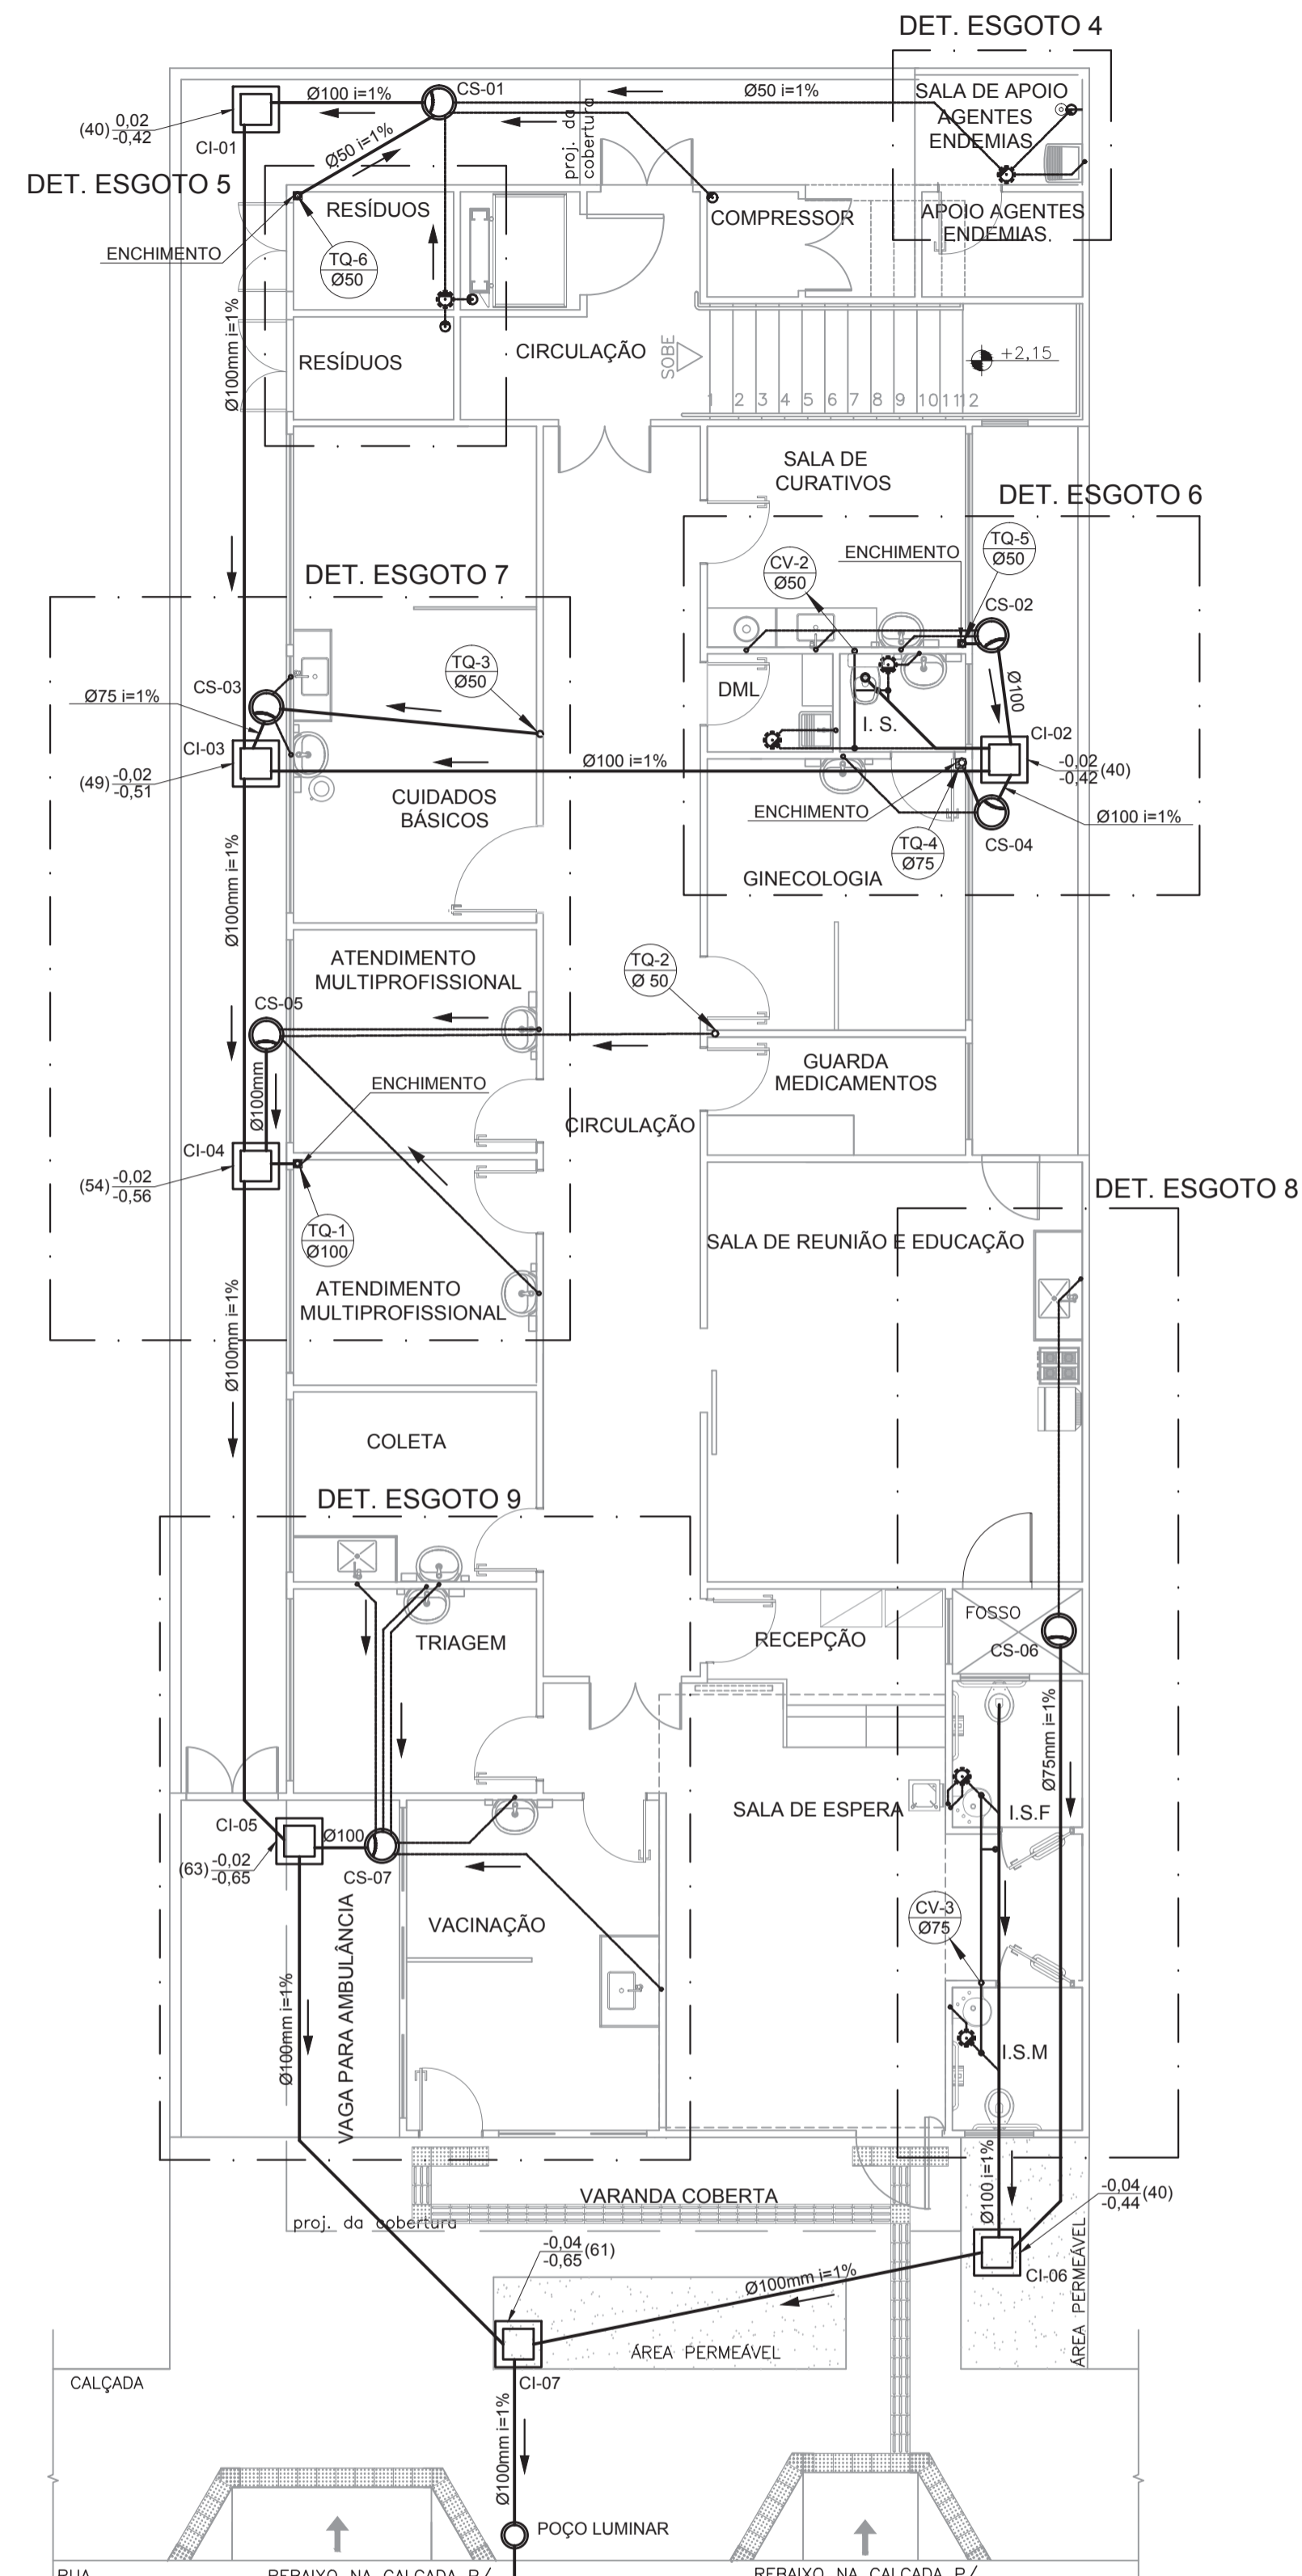 DET. ESGOTO 4
SALA DE APOIO
AGENTES
ENDEMIAS
CS-01
Ø100 i=1%
Ø50 i=1%
(40) 0,02
-0,42
CI-01
Ø50 i=1%
proj. da
cobertura
DET. ESGOTO 5
RESÍDUOS
COMPRESSOR
APOIO AGENTES
ENDEMIAS.
ENCHIMENTO
TQ-6
Ø50
Ø100mm i=1%
RESÍDUOS
CIRCULAÇÃO
SOBE
+2,15
1 2 3 4 5 6 7 8 9 10 11 12
SALA DE
CURATIVOS
DET. ESGOTO 6
ENCHIMENTO
TQ-5
Ø50
CV-2
Ø50
CS-02
DET. ESGOTO 7
TQ-3
Ø50
CS-03
Ø75 i=1%
DML
I. S.
Ø100
CI-02
CI-03
-0,02
-0,42 (40)
Ø100 i=1%
(49) -0,02
-0,51
CUIDADOS
BÁSICOS
ENCHIMENTO
Ø100 i=1%
TQ-4
Ø75
CS-04
GINECOLOGIA
Ø100mm i=1%
ATENDIMENTO
MULTIPROFISSIONAL
TQ-2
Ø 50
CS-05
GUARDA
MEDICAMENTOS
ENCHIMENTO
Ø100mm
CIRCULAÇÃO
CI-04
(54) -0,02
-0,56
DET. ESGOTO 8
TQ-1
Ø100
SALA DE REUNIÃO E EDUCAÇÃO
ATENDIMENTO
MULTIPROFISSIONAL
Ø100mm i=1%
COLETA
DET. ESGOTO 9
FOSSO
TRIAGEM
RECEPÇÃO
CS-06
Ø75mm i=1%
SALA DE ESPERA
I.S.F
CI-05
Ø100
(63) -0,02
-0,65
CS-07
VACINAÇÃO
CV-3
Ø75
VAGA PARA AMBULÂNCIA
Ø100mm i=1%
I.S.M
Ø100 i=1%
VARANDA COBERTA
-0,04
-0,44 (40)
proj. da cobertura
-0,04
-0,65 (61)
CI-06
ÁREA PERMEÁVEL
Ø100mm i=1%
ÁREA PERMEÁVEL
CALÇADA
CI-07
Ø100mm i=1%
POÇO LUMINAR
RUA
REBAIXO NA CALÇADA P/
REBAIXO NA CALÇADA P/